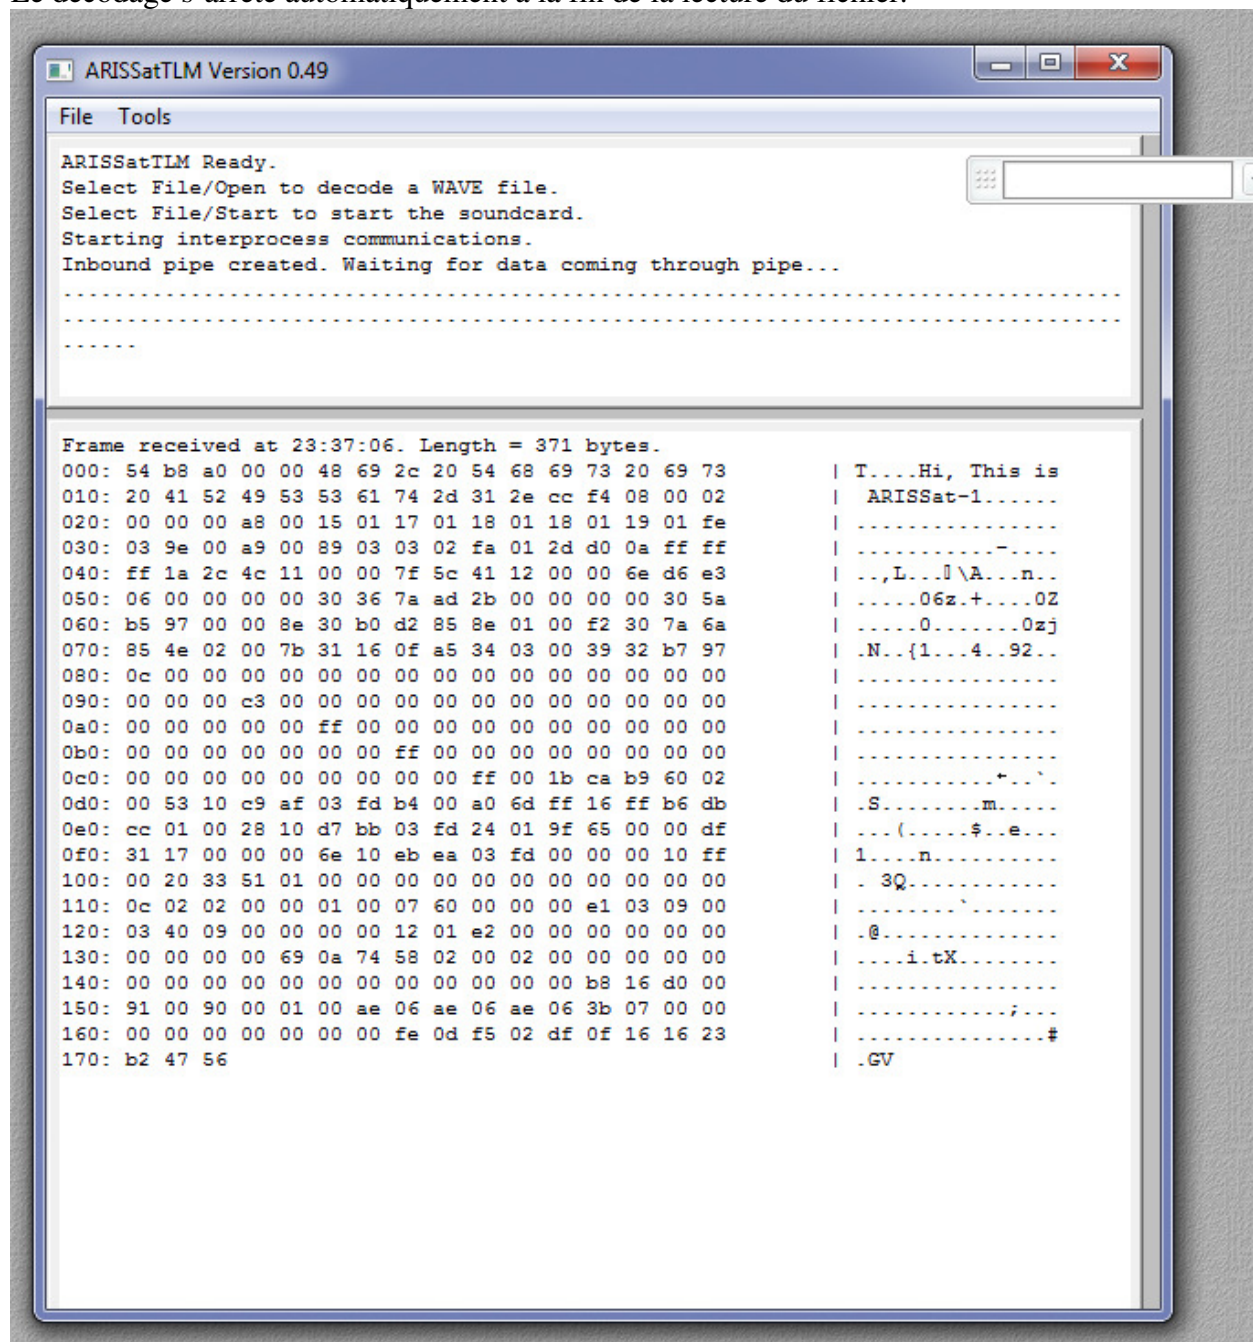 Le décodage s'arrête automatiquement à la fin de la lecture du fichier.
ARISSatTLM Version 0.49
File Tools
ARISSatTLM Ready.
Select File/Open to decode a WAVE file.
Select File/Start to start the soundcard.
Starting interprocess communications.
Inbound pipe created. Waiting for data coming through pipe...
........................................................................................
........................................................................................
......
Frame received at 23:37:06. Length = 371 bytes.
000: 54 b8 a0 00 00 48 69 2c 20 54 68 69 73 20 69 73 | T....Hi, This is
010: 20 41 52 49 53 53 61 74 2d 31 2e cc f4 08 00 02 |  ARISSat-1......
020: 00 00 00 a8 00 15 01 17 01 18 01 18 01 19 01 fe | ................
030: 03 9e 00 a9 00 89 03 03 02 fa 01 2d d0 0a ff ff | ...........-....
040: ff 1a 2c 4c 11 00 00 7f 5c 41 12 00 00 6e d6 e3 | ..,L...▯\A...n..
050: 06 00 00 00 00 30 36 7a ad 2b 00 00 00 00 30 5a | .....06z.+....0Z
060: b5 97 00 00 8e 30 b0 d2 85 8e 01 00 f2 30 7a 6a | .....0.......0zj
070: 85 4e 02 00 7b 31 16 0f a5 34 03 00 39 32 b7 97 | .N..{1...4..92..
080: 0c 00 00 00 00 00 00 00 00 00 00 00 00 00 00 00 | ................
090: 00 00 00 c3 00 00 00 00 00 00 00 00 00 00 00 00 | ................
0a0: 00 00 00 00 00 ff 00 00 00 00 00 00 00 00 00 00 | ................
0b0: 00 00 00 00 00 00 00 ff 00 00 00 00 00 00 00 00 | ................
0c0: 00 00 00 00 00 00 00 00 00 ff 00 1b ca b9 60 02 | ...........←..`.
0d0: 00 53 10 c9 af 03 fd b4 00 a0 6d ff 16 ff b6 db | .S........m.....
0e0: cc 01 00 28 10 d7 bb 03 fd 24 01 9f 65 00 00 df | ...(.....$..e...
0f0: 31 17 00 00 00 6e 10 eb ea 03 fd 00 00 00 10 ff | 1....n..........
100: 00 20 33 51 01 00 00 00 00 00 00 00 00 00 00 00 | . 3Q............
110: 0c 02 02 00 00 01 00 07 60 00 00 00 e1 03 09 00 | ........`.......
120: 03 40 09 00 00 00 00 12 01 e2 00 00 00 00 00 00 | .@..............
130: 00 00 00 00 69 0a 74 58 02 00 02 00 00 00 00 00 | ....i.tX........
140: 00 00 00 00 00 00 00 00 00 00 00 00 b8 16 d0 00 | ................
150: 91 00 90 00 01 00 ae 06 ae 06 ae 06 3b 07 00 00 | ............;...
160: 00 00 00 00 00 00 00 fe 0d f5 02 df 0f 16 16 23 | ...............#
170: b2 47 56 | .GV